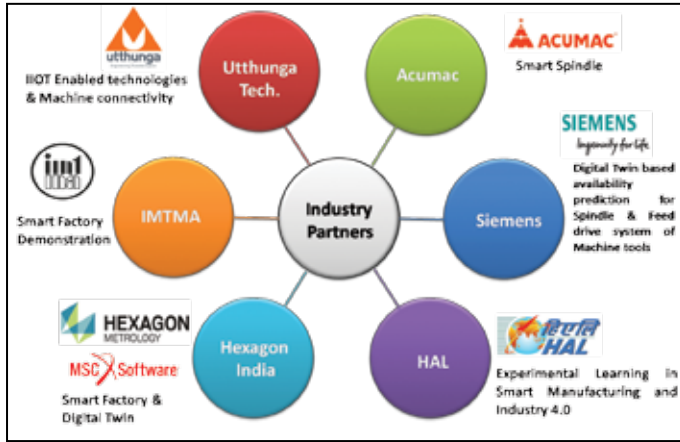 utthunga
IIOT Enabled technologies
& Machine connectivity
Utthunga
Tech.
Acumac
ACUMAC
Smart Spindle
SIEMENS
Ingenuity for life
Digital Twin based
availability
prediction for
Spindle & Feed
drive system of
Machine tools
Siemens
Industry
Partners
IMTMA
Smart Factory
Demonstration
HEXAGON
METROLOGY
MSC Software
Smart Factory &
Digital Twin
Hexagon
India
HAL
हिएलि
HAL
Experimental Learning in
Smart Manufacturing and
Industry 4.0